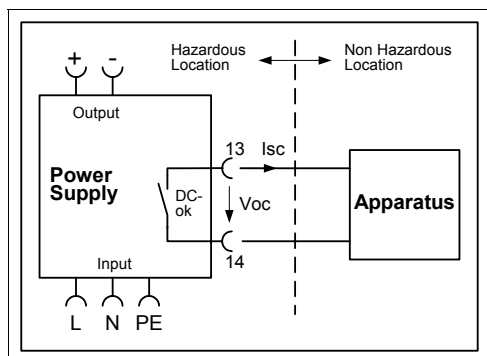 Hazardous
Location
Non Hazardous
Location
+ -
Output
13 Isc
Power
Supply
DC-
ok
Voc
Apparatus
14
Input
L N PE